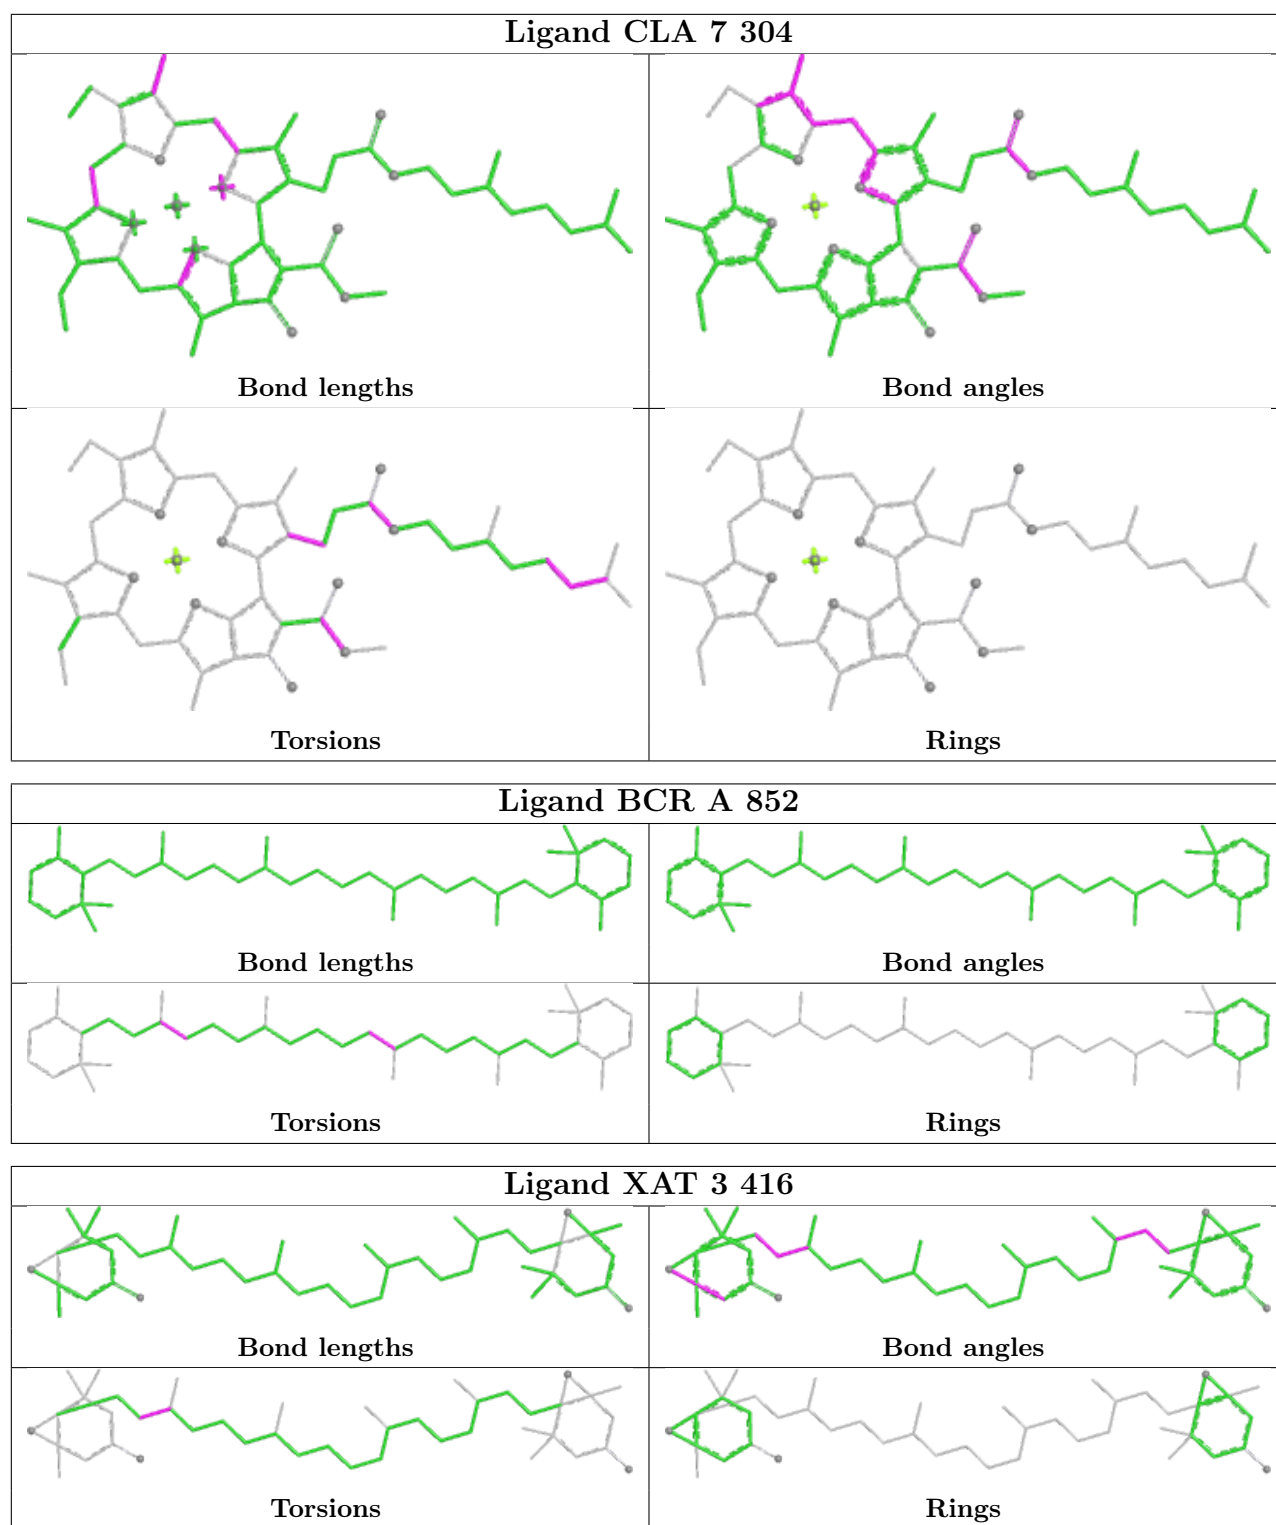 Ligand CLA 7 304
Bond lengths
Bond angles
Torsions
Rings
Ligand BCR A 852
Bond lengths
Bond angles
Torsions
Rings
Ligand XAT 3 416
Bond lengths
Bond angles
Torsions
Rings